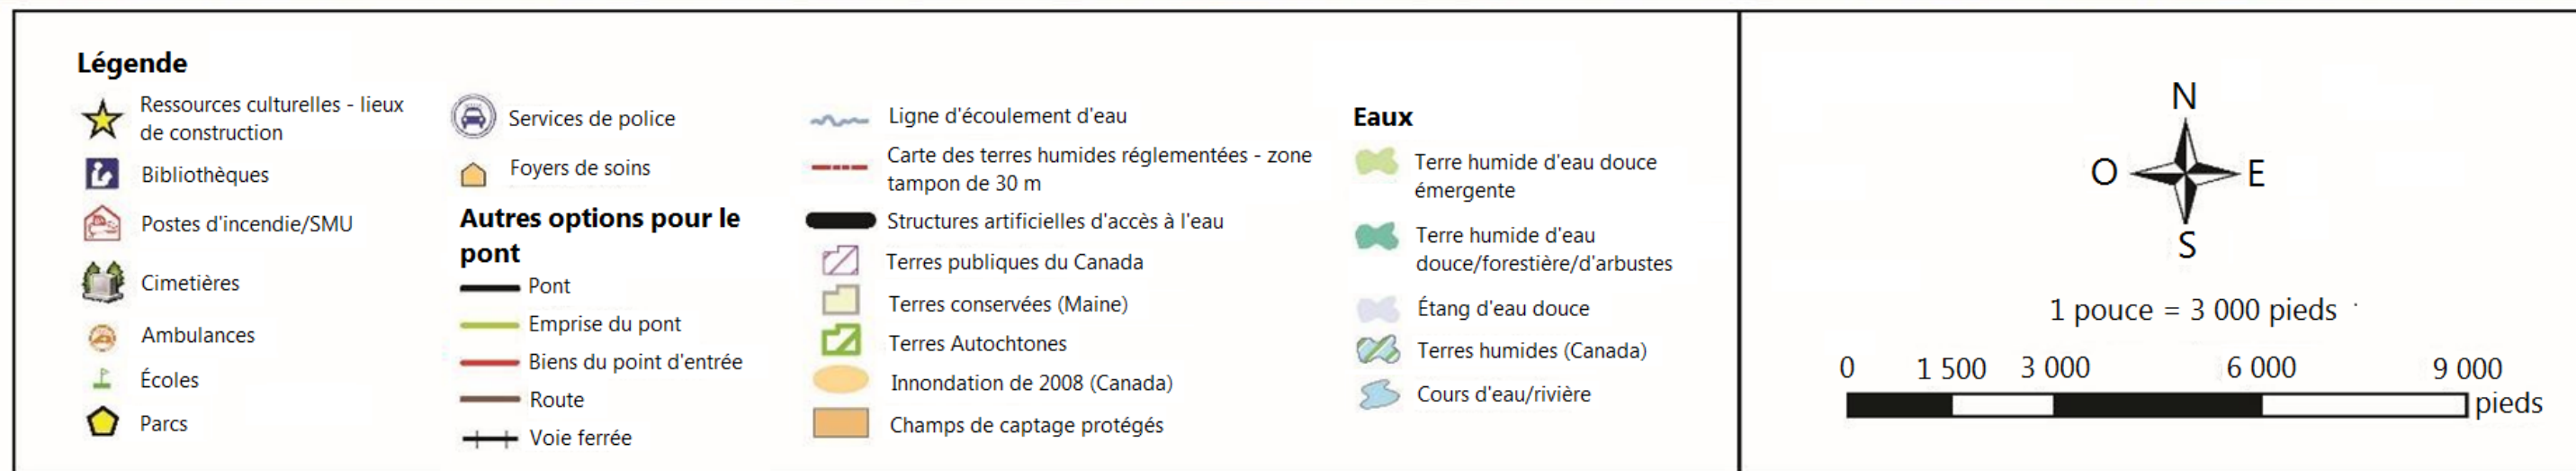 Légende
Ressources culturelles - lieux
de construction
Bibliothèques
Postes d'incendie/SMU
Cimetières
Ambulances
Écoles
Parcs
Services de police
Foyers de soins
Autres options pour le
pont
Pont
Emprise du pont
Biens du point d'entrée
Route
Voie ferrée
Ligne d'écoulement d'eau
Carte des terres humides réglementées - zone
tampon de 30 m
Structures artificielles d'accès à l'eau
Terres publiques du Canada
Terres conservées (Maine)
Terres Autochtones
Innondation de 2008 (Canada)
Champs de captage protégés
Eaux
Terre humide d'eau douce
émergente
Terre humide d'eau
douce/forestière/d'arbustes
Étang d'eau douce
Terres humides (Canada)
Cours d'eau/rivière
N
O E
S
1 pouce = 3 000 pieds
0 1 500 3 000 6 000 9 000
pieds